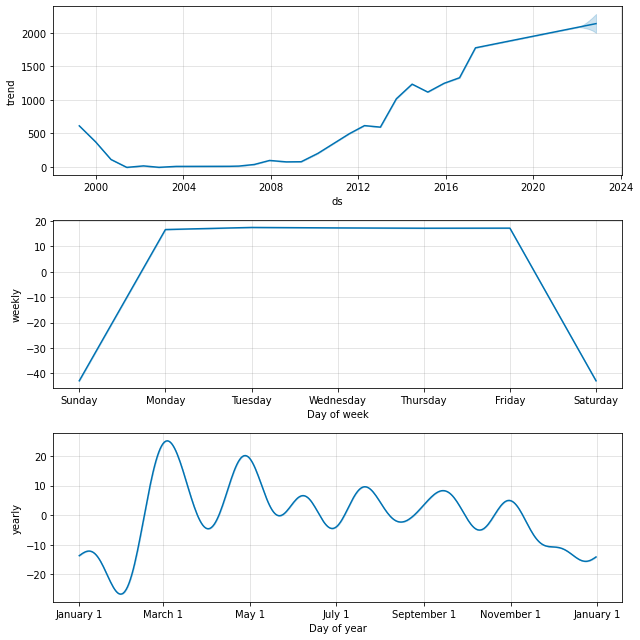 2000
1500
1000
500
0
trend
2000 2004 2008 2012 2016 2020 2024
ds
20
10
0
−10
−20
−30
−40
weekly
Sunday Monday Tuesday Wednesday Thursday Friday Saturday
Day of week
20
10
0
−10
−20
yearly
January 1 March 1 May 1 July 1 September 1 November 1 January 1
Day of year